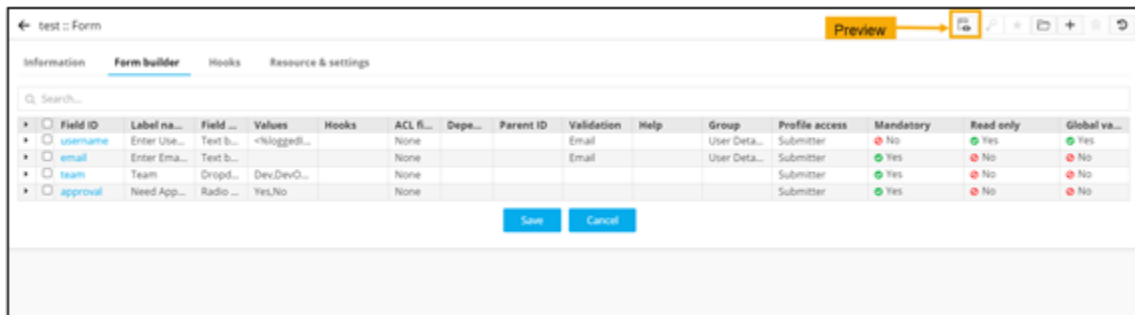 test :: Form
Preview
Information Form builder Hooks Resource & settings
Search...
Field ID Label na... Field ... Values Hooks ACL fi... Depe... Parent ID Validation Help Group Profile access Mandatory Read only Global va...
username Enter Use... Text b... <%loggedI... None Email User Deta... Submitter No Yes Yes
email Enter Ema... Text b... None Email User Deta... Submitter Yes No No
team Team Dropd... Dev,DevO... None Submitter Yes No No
approval Need App... Radio ... Yes,No None Submitter Yes No No
Save Cancel